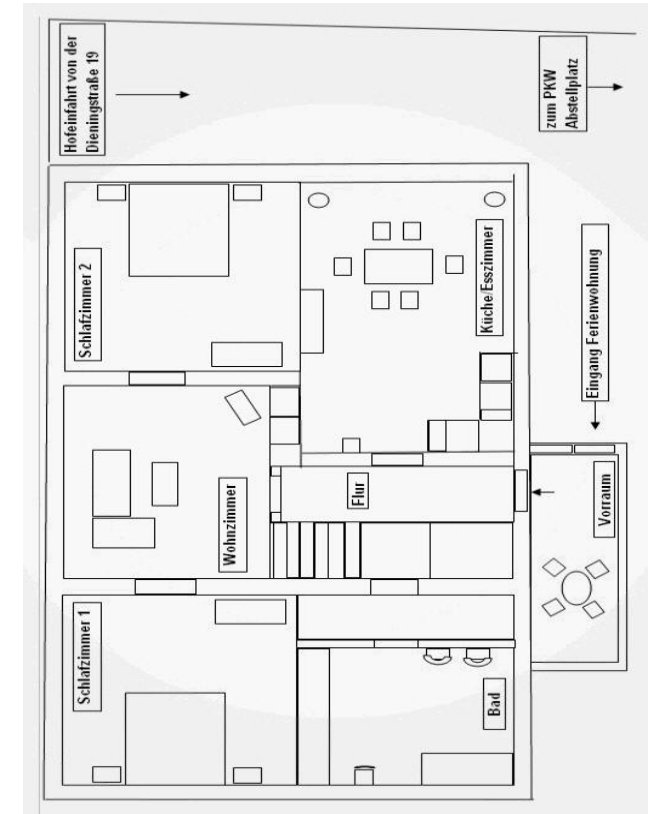 Hofeinfahrt von der
Dieningstraße 19
zum PKW
Abstellplatz
Schlafzimmer 2
Küche/Esszimmer
Eingang Ferienwohnung
Wohnzimmer
Flur
Vorraum
Schlafzimmer 1
Bad